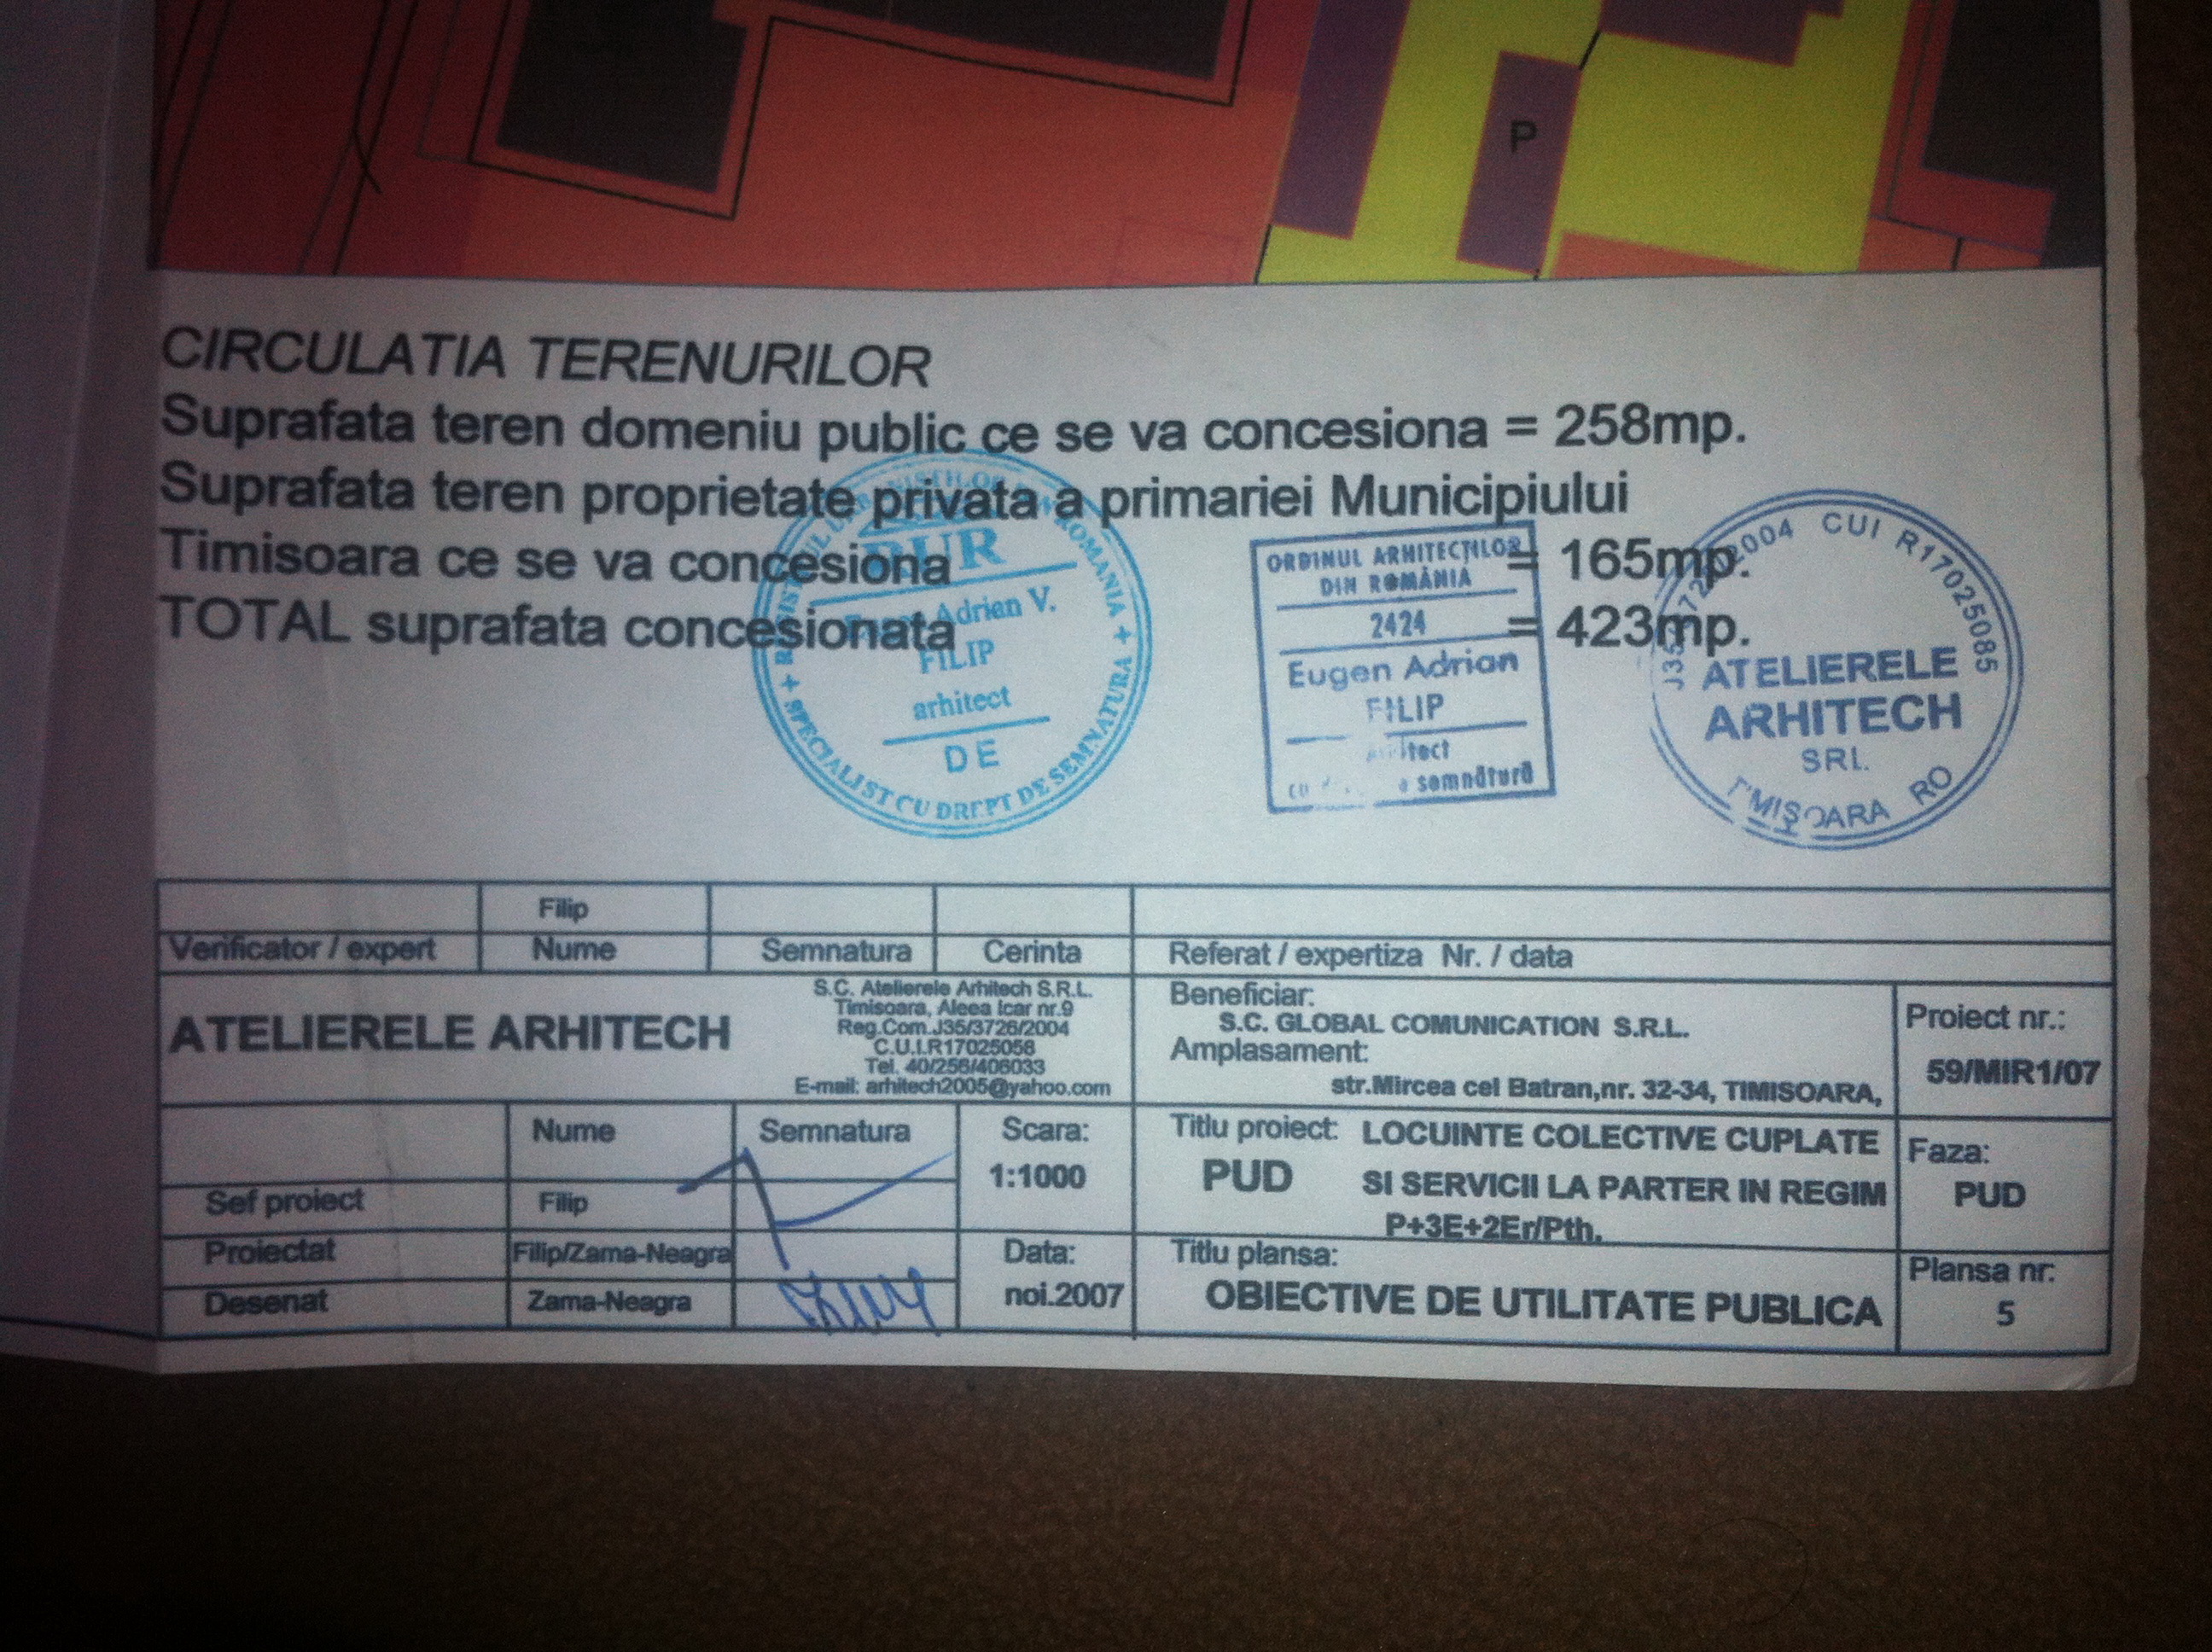 P
CIRCULATIA TERENURILOR
Suprafata teren domeniu public ce se va concesiona = 258mp.
Suprafata teren proprietate privata a primariei Municipiului
Timisoara ce se va concesiona = 165mp.
TOTAL suprafata concesionata = 423mp.
RUR
Adrian V.
FILIP
arhitect
DE
SPECIALIST CU DREPT DE SEMNATURA
ORDINUL ARHITECȚILOR
DIN ROMÂNIA
2424
Eugen Adrian
FILIP
semnătură
2004 CUI R17025085
ATELIERELE
ARHITECH
SRL
TIMIȘOARA RO
Filip
Verificator / expert Nume Semnatura Cerinta Referat / expertiza Nr. / data
ATELIERELE ARHITECH
S.C. Atelierele Arhitech S.R.L.
Timisoara, Aleea Icar nr.9
Reg.Com.J35/3726/2004
C.U.I.R17025058
Tel. 40/256/406033
E-mail: arhitech2005@yahoo.com
Beneficiar:
S.C. GLOBAL COMUNICATION S.R.L.
Amplasament:
str.Mircea cel Batran,nr. 32-34, TIMISOARA,
Proiect nr.:
59/MIR1/07
Nume Semnatura
Sef proiect Filip
Proiectat Filip/Zama-Neagra
Desenat Zama-Neagra
Scara:
1:1000
Data:
noi.2007
Titlu proiect: LOCUINTE COLECTIVE CUPLATE
PUD SI SERVICII LA PARTER IN REGIM
P+3E+2Er/Pth.
Faza:
PUD
Titlu plansa:
OBIECTIVE DE UTILITATE PUBLICA
Plansa nr:
5